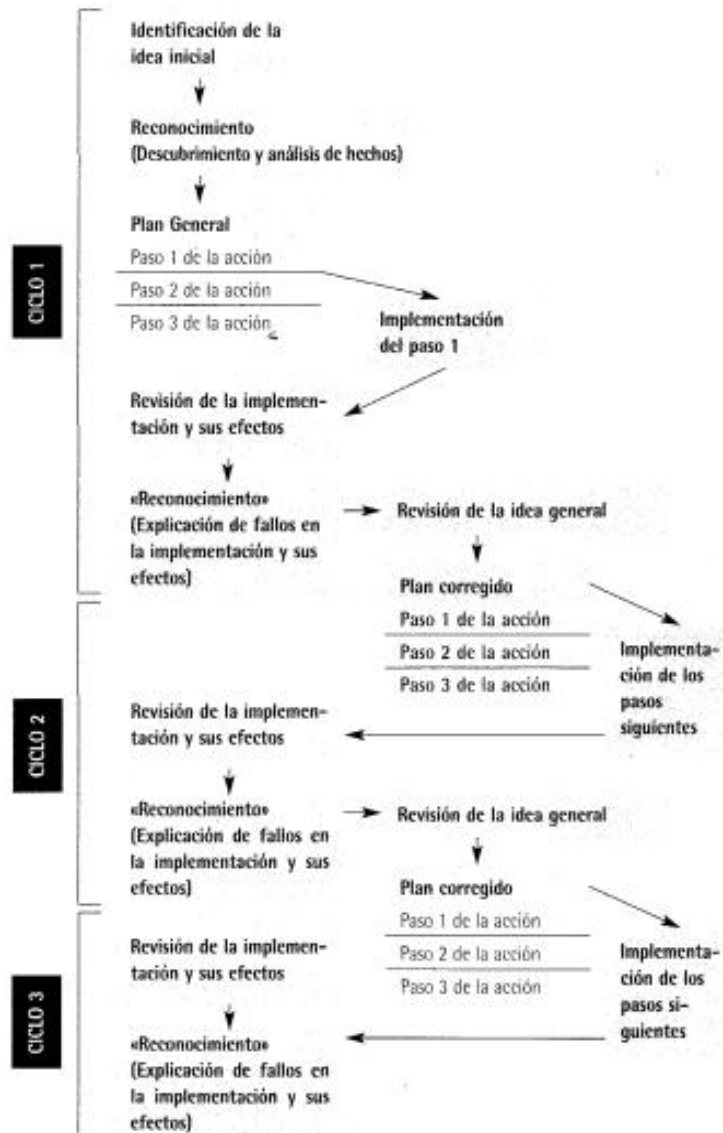 Identificación de la
idea inicial
Reconocimiento
(Descubrimiento y análisis de hechos)
Plan General
Paso 1 de la acción
Paso 2 de la acción
Paso 3 de la acción
CICLO 1
Implementación
del paso 1
Revisión de la implemen-
tación y sus efectos
«Reconocimiento»
(Explicación de fallos en
la implementación y sus
efectos)
Revisión de la idea general
Plan corregido
Paso 1 de la acción
Paso 2 de la acción
Paso 3 de la acción
Implementa-
ción de los
pasos
siguientes
CICLO 2
Revisión de la implemen-
tación y sus efectos
«Reconocimiento»
(Explicación de fallos en
la implementación y sus
efectos)
Revisión de la idea general
Plan corregido
Paso 1 de la acción
Paso 2 de la acción
Paso 3 de la acción
Implementa-
ción de los
pasos si-
guientes
CICLO 3
Revisión de la implemen-
tación y sus efectos
«Reconocimiento»
(Explicación de fallos en
la implementación y sus
efectos)